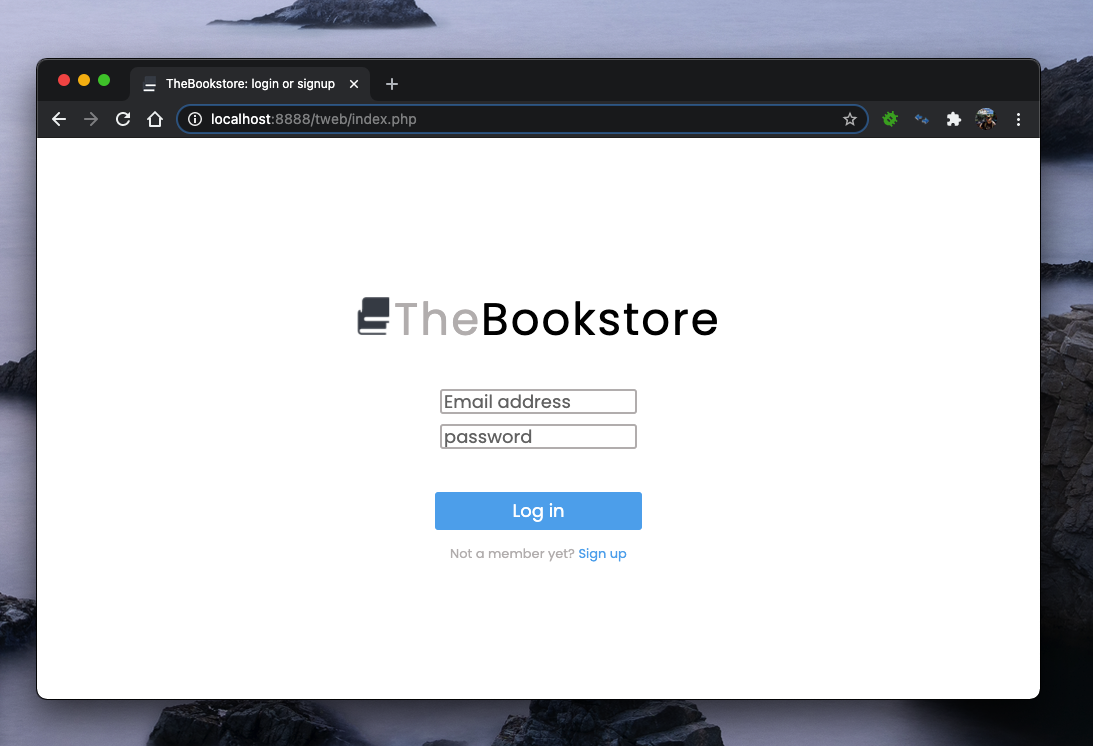 TheBookstore: login or signup
localhost:8888/tweb/index.php
TheBookstore
Email address
password
Log in
Not a member yet? Sign up